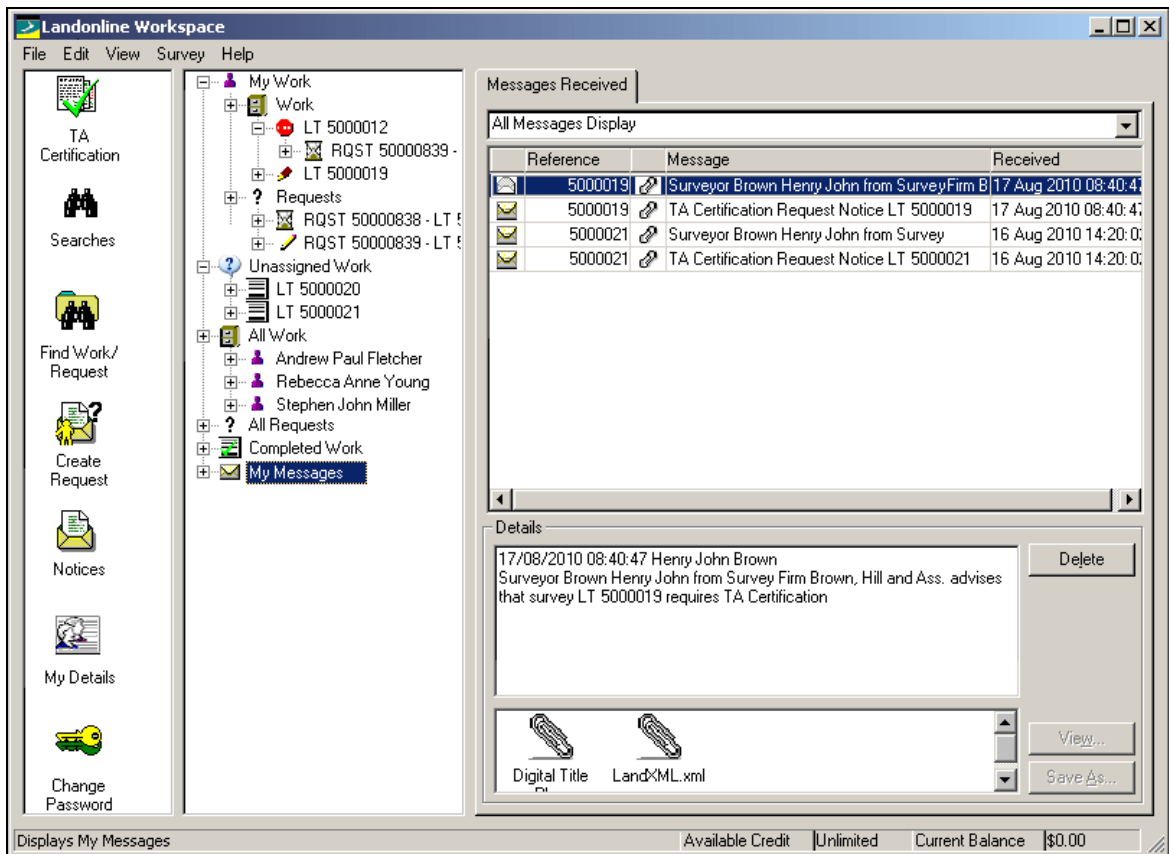 Landonline Workspace
File Edit View Survey Help
TA
Certification
Searches
Find Work/
Request
Create
Request
Notices
My Details
Change
Password
My Work
Work
LT 5000012
RQST 50000839 -
LT 5000019
Requests
RQST 50000838 - LT 5
RQST 50000839 - LT 5
Unassigned Work
LT 5000020
LT 5000021
All Work
Andrew Paul Fletcher
Rebecca Anne Young
Stephen John Miller
All Requests
Completed Work
My Messages
Messages Received
All Messages Display
Reference Message Received
5000019 Surveyor Brown Henry John from SurveyFirm B 17 Aug 2010 08:40:4
5000019 TA Certification Request Notice LT 5000019 17 Aug 2010 08:40:4
5000021 Surveyor Brown Henry John from Survey 16 Aug 2010 14:20:0
5000021 TA Certification Request Notice LT 5000021 16 Aug 2010 14:20:0
Details
17/08/2010 08:40:47 Henry John Brown
Surveyor Brown Henry John from Survey Firm Brown, Hill and Ass. advises
that survey LT 5000019 requires TA Certification
Delete
Digital Title
LandXML.xml
View...
Save As...
Displays My Messages Available Credit Unlimited Current Balance $0.00